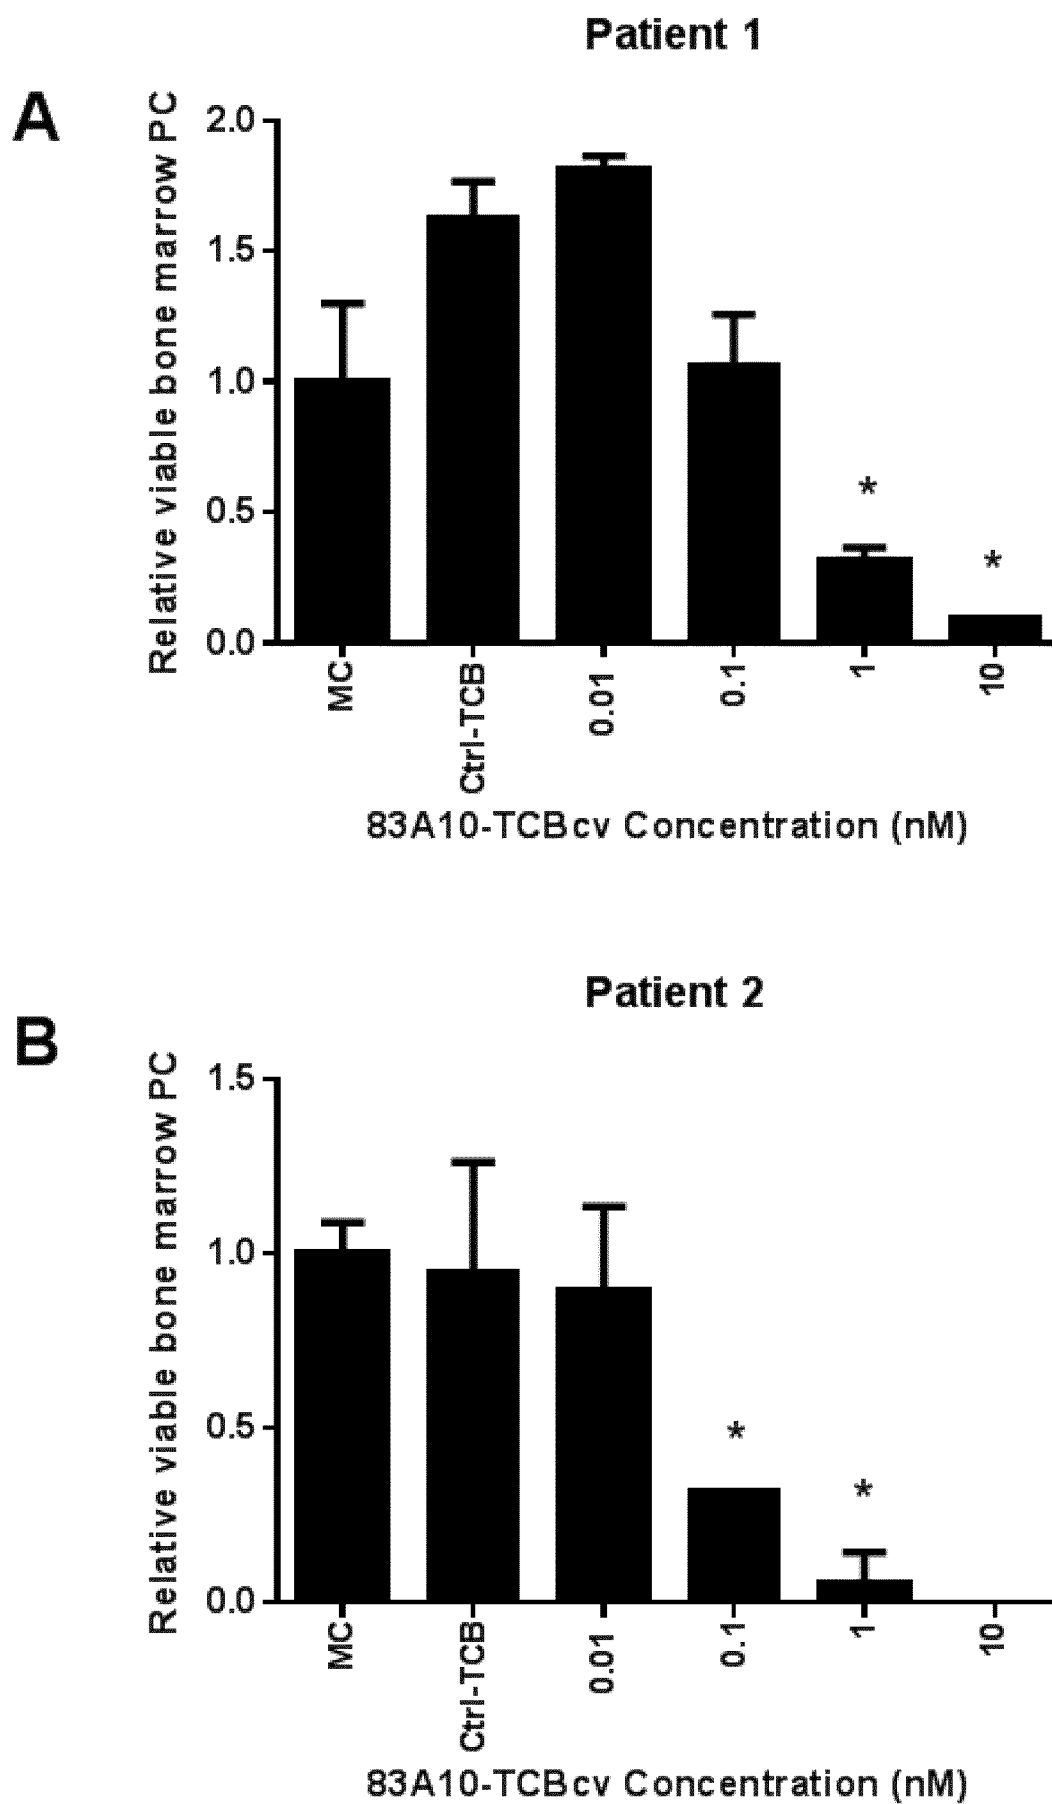 Patient 1
A
Relative viable bone marrow PC
2.0
1.5
1.0
0.5
0.0
*
*
MC
Ctrl-TCB
0.01
0.1
1
10
83A10-TCBcv Concentration (nM)
Patient 2
B
Relative viable bone marrow PC
1.5
1.0
0.5
0.0
*
*
MC
Ctrl-TCB
0.01
0.1
1
10
83A10-TCBcv Concentration (nM)